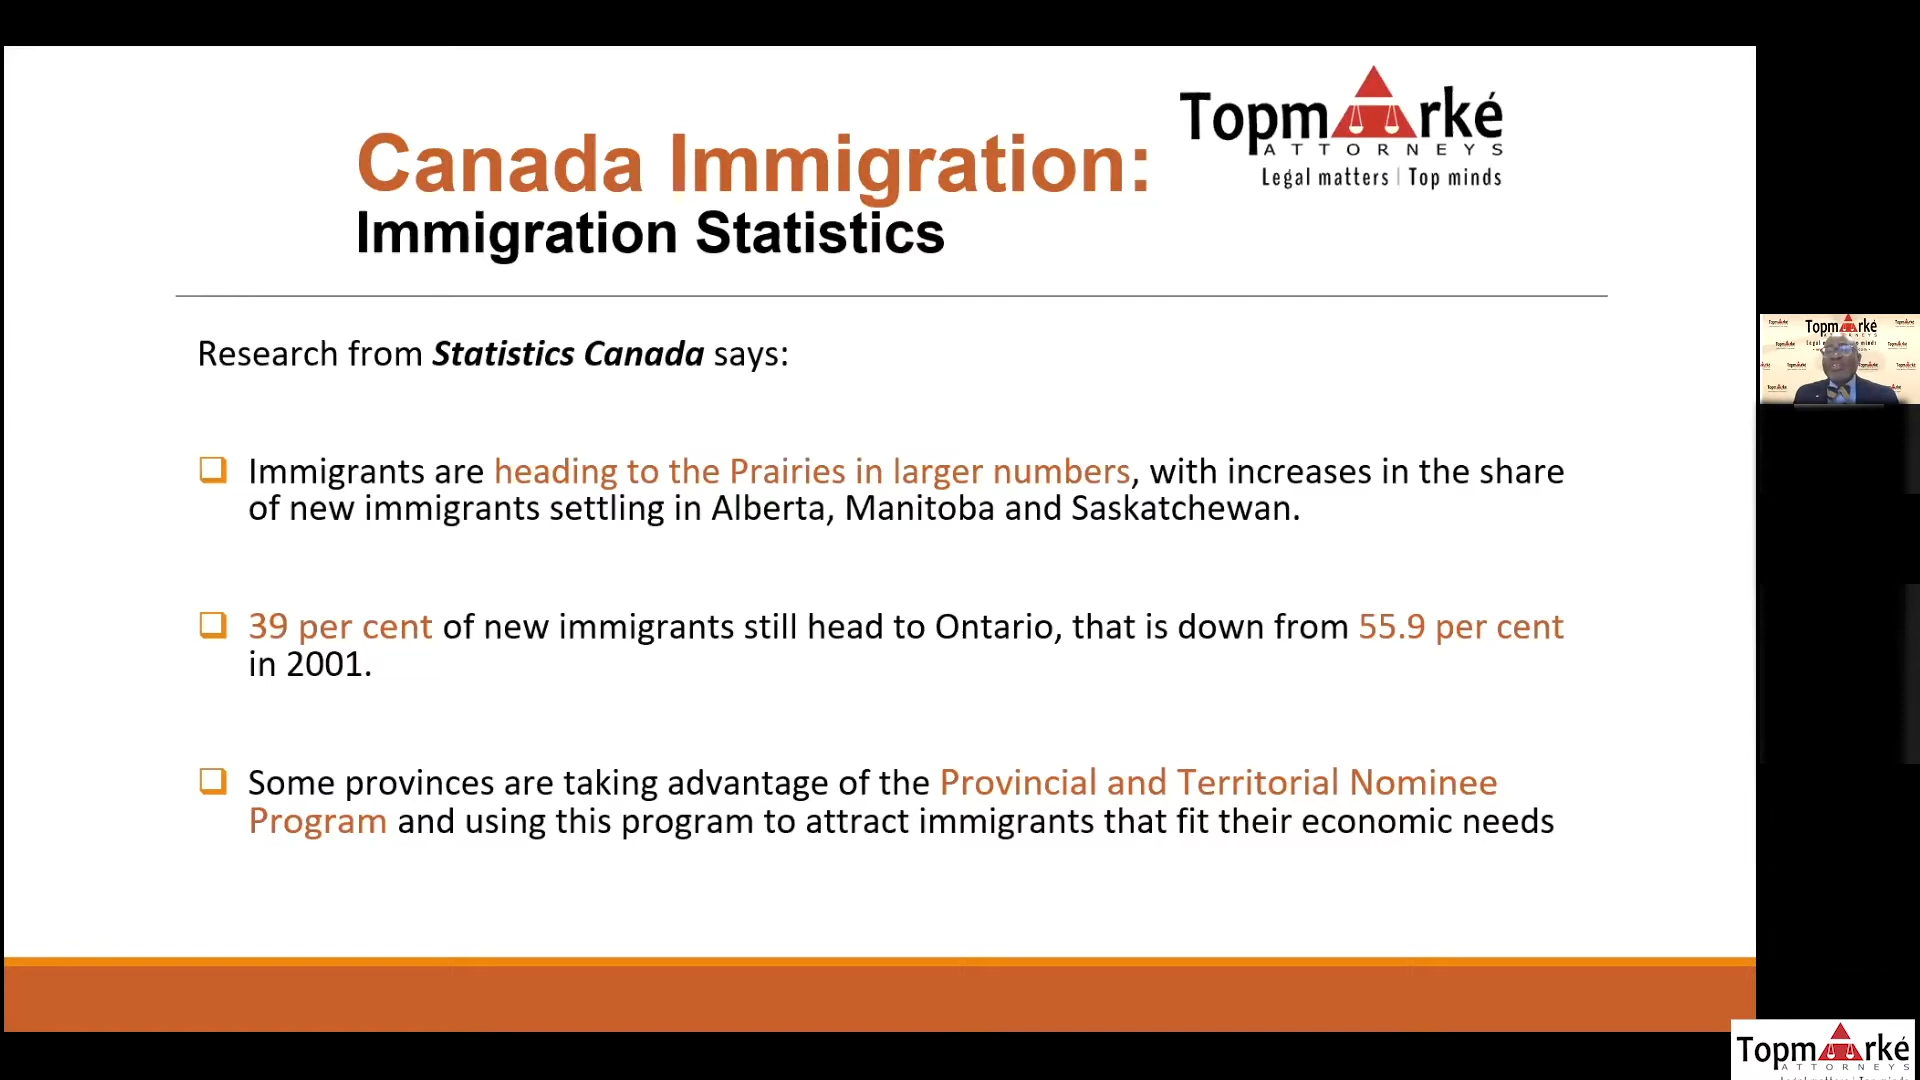 Topmarké
ATTORNEYS
Legal matters | Top minds
Canada Immigration:
Immigration Statistics
Research from Statistics Canada says:
Immigrants are heading to the Prairies in larger numbers, with increases in the share
of new immigrants settling in Alberta, Manitoba and Saskatchewan.
39 per cent of new immigrants still head to Ontario, that is down from 55.9 per cent
in 2001.
Some provinces are taking advantage of the Provincial and Territorial Nominee
Program and using this program to attract immigrants that fit their economic needs
Topmarké
Topmarké
ATTORNEYS